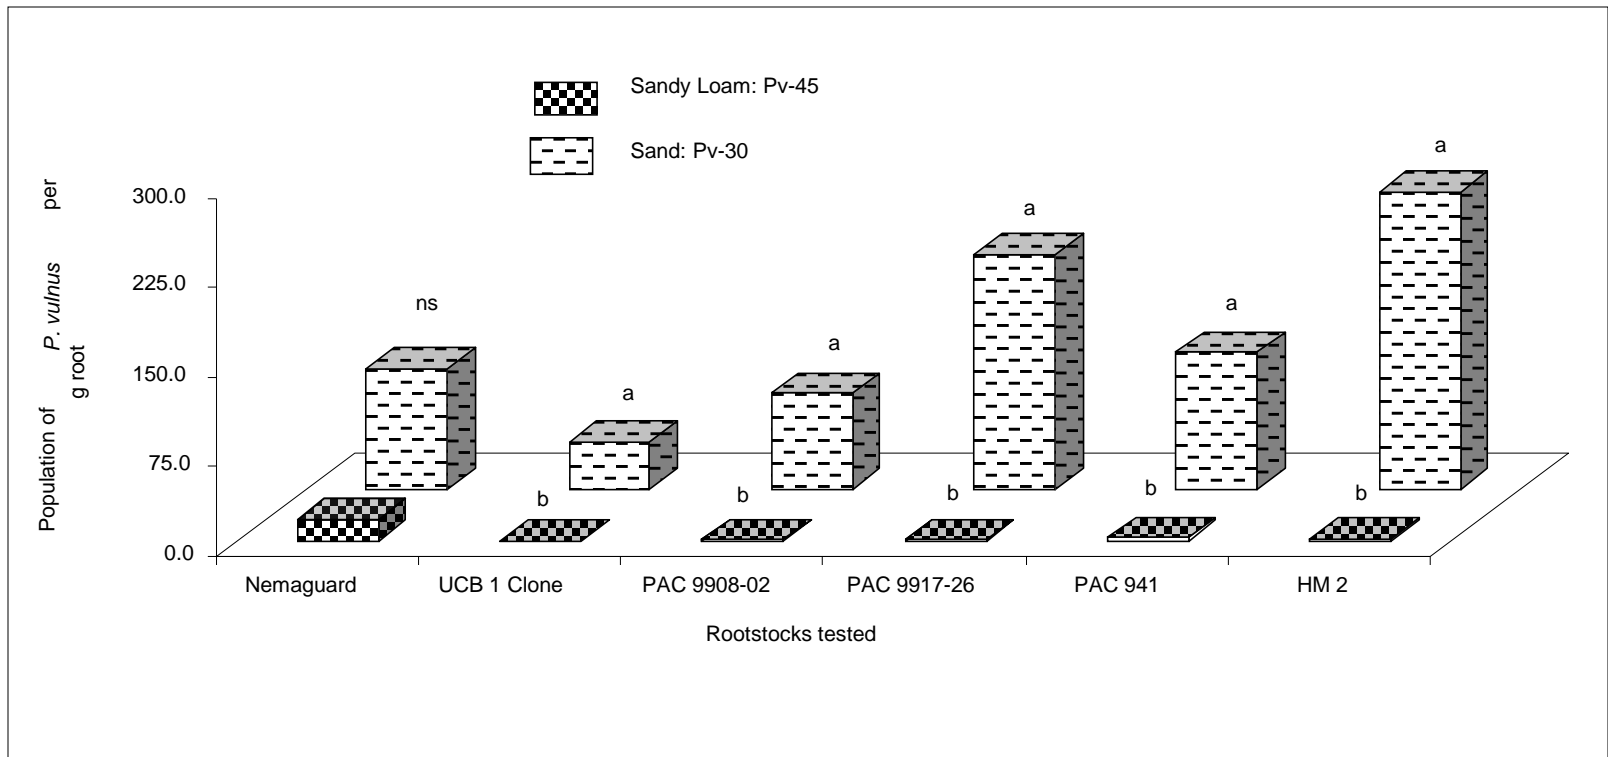 Sandy Loam: Pv-45
Sand: Pv-30
Population of P. vulnus per
g root
300.0
225.0
150.0
75.0
0.0
ns
a
a
a
a
a
b
b
b
b
b
Nemaguard
UCB 1 Clone
PAC 9908-02
PAC 9917-26
PAC 941
HM 2
Rootstocks tested